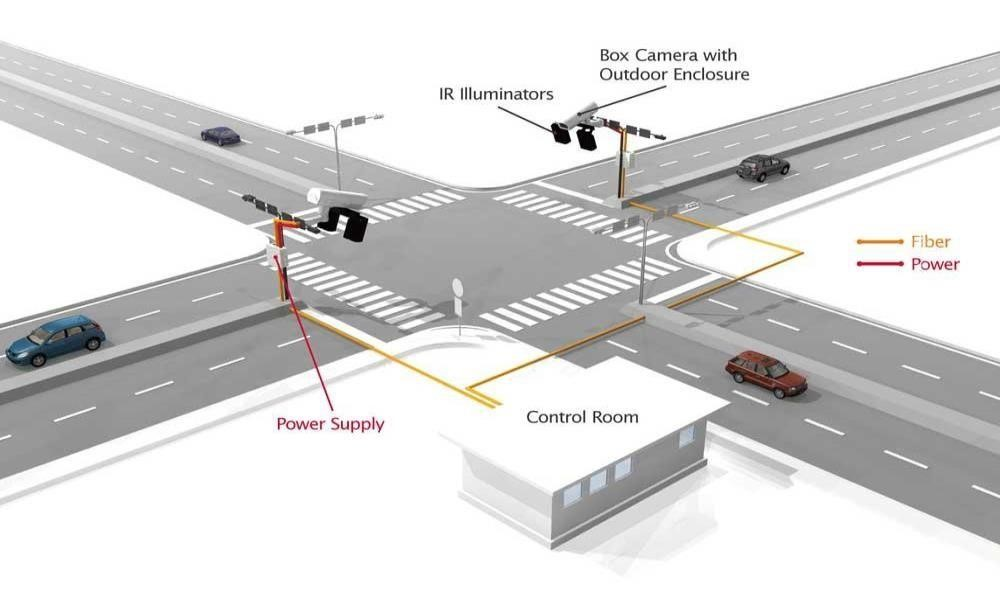 Box Camera with
Outdoor Enclosure
IR Illuminators
Fiber
Power
Power Supply
Control Room